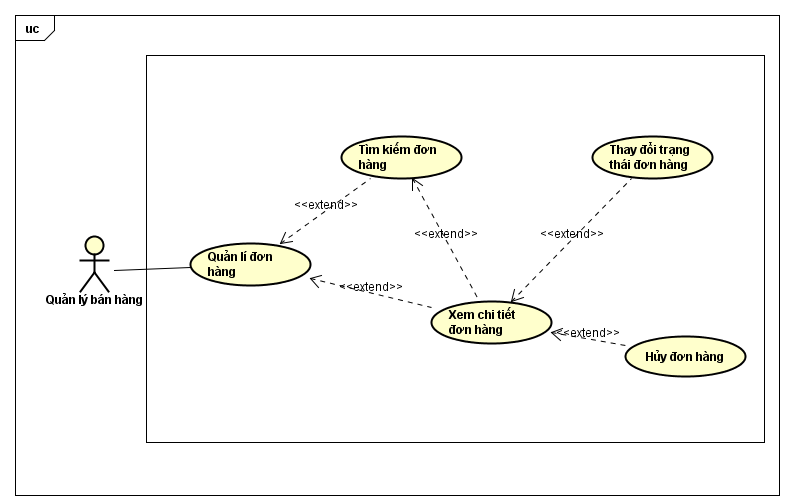 uc
Tìm kiếm đơn
hàng
Thay đổi trạng
thái đơn hàng
<<extend>>
<<extend>>
<<extend>>
Quản lí đơn
hàng
Quản lý bán hàng
<<extend>>
Xem chi tiết
đơn hàng
<<extend>>
Hủy đơn hàng